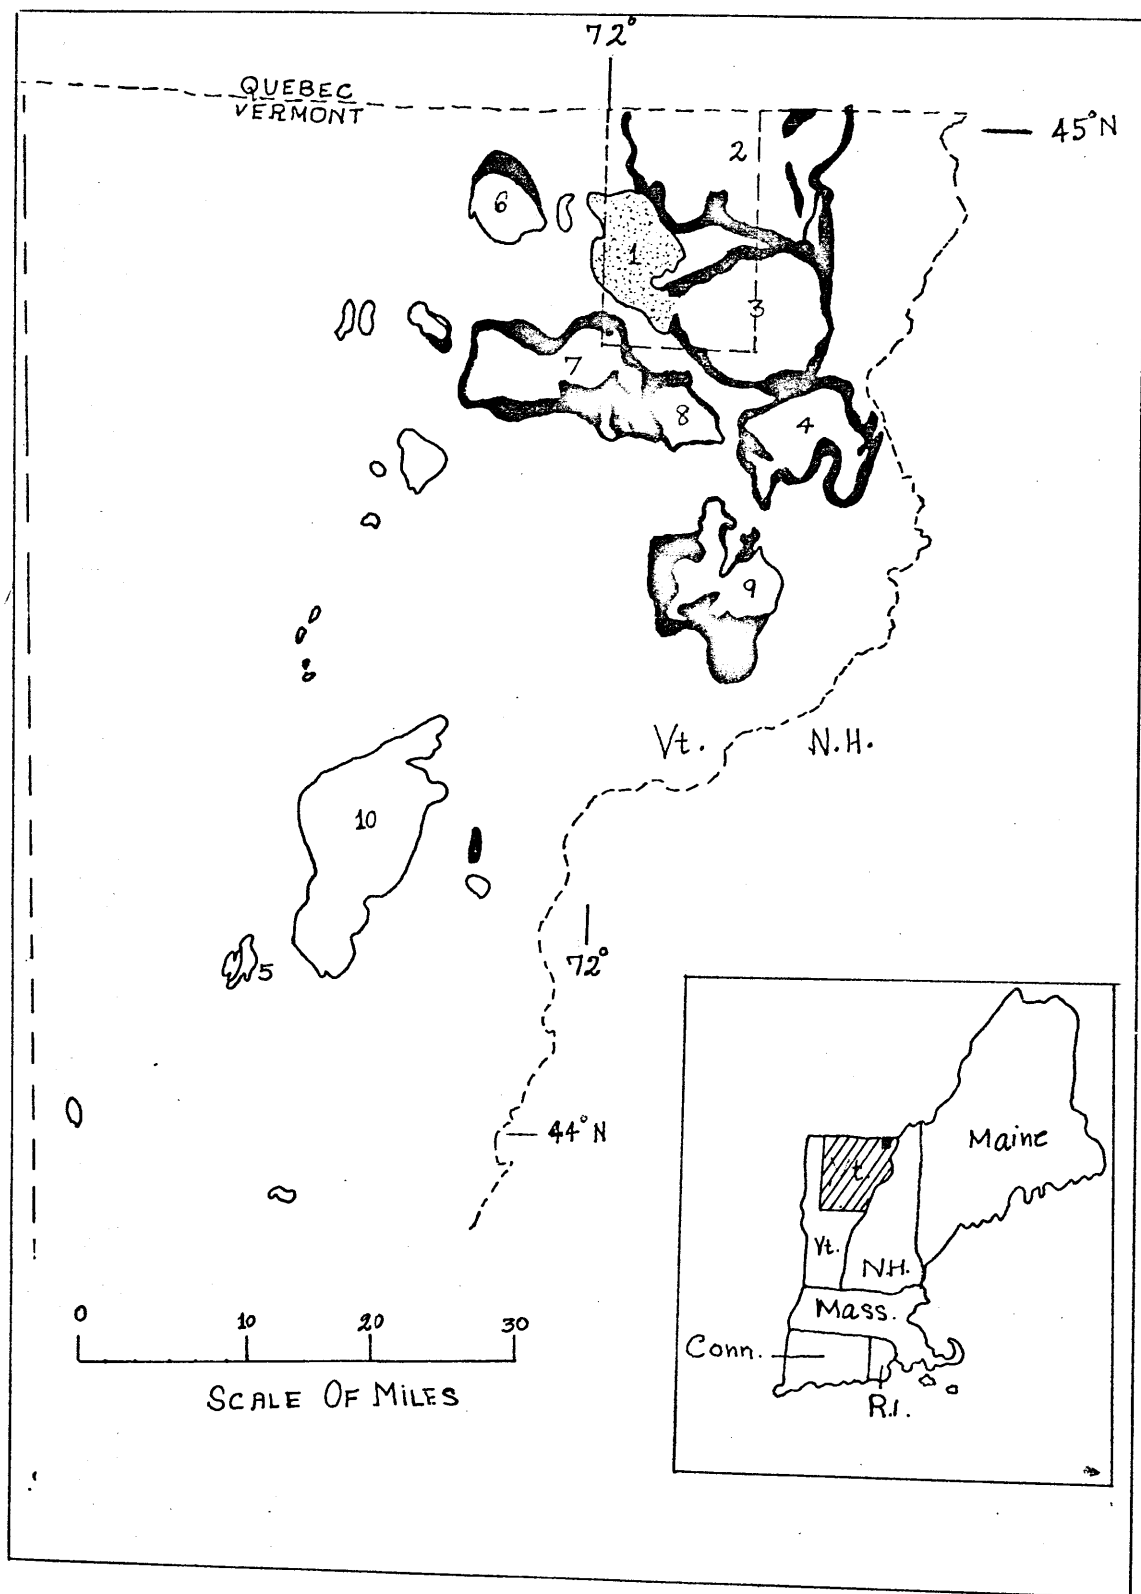 72°
QUEBEC
VERMONT
45°N
2
6
1
3
7
8
4
9
Vt.
N.H.
10
5
72°
44°N
Maine
t.
Vt.
N.H.
Mass.
Conn.
R.I.
0
10
20
30
SCALE OF MILES